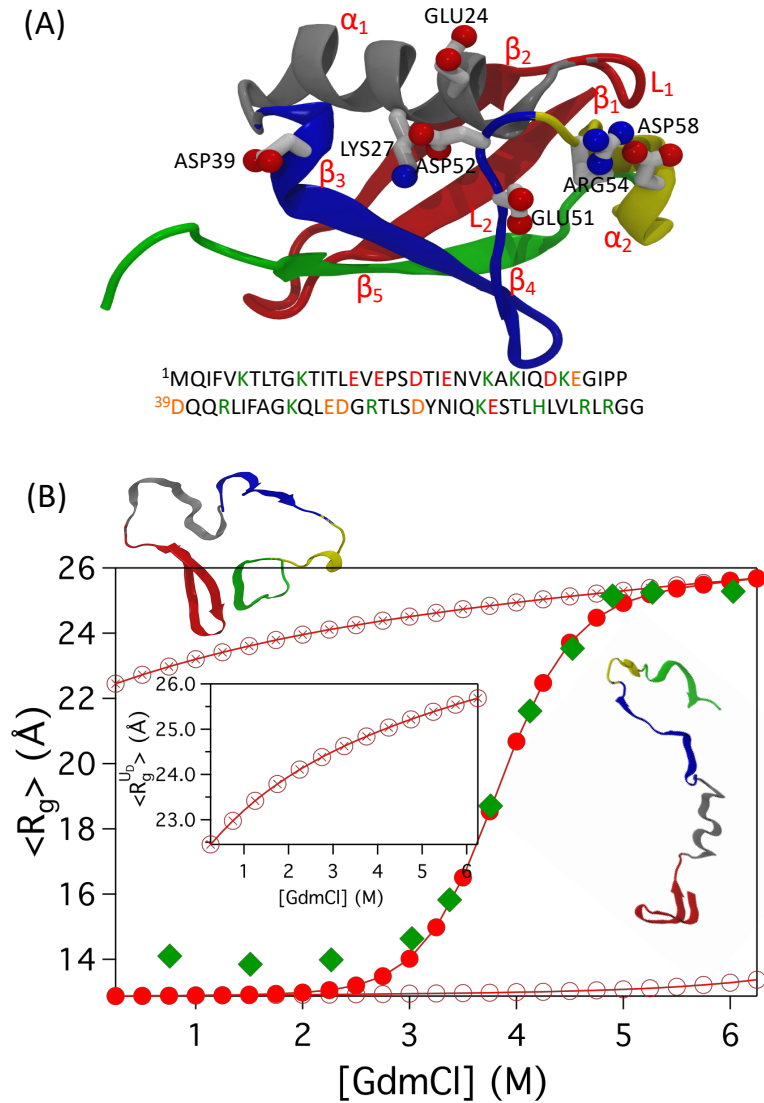 (A)
α1
GLU24
β2
L1
β1
ASP58
ASP39
LYS27
ASP52
β3
ARG54
L2
GLU51
α2
β5
β4
1MQIFVKTLTGKTITLEVEPSDTIENVKAKIQDKEGIPP
39DQQRLIFAGKQLEDGRTLSDYNIQKESTLHLVLRLRGG
(B)
26
24
22
20
18
16
14
<Rg> (Å)
26.0
25.0
24.0
23.0
<Rg^UD> (Å)
1 2 3 4 5 6
[GdmCl] (M)
1 2 3 4 5 6
[GdmCl] (M)